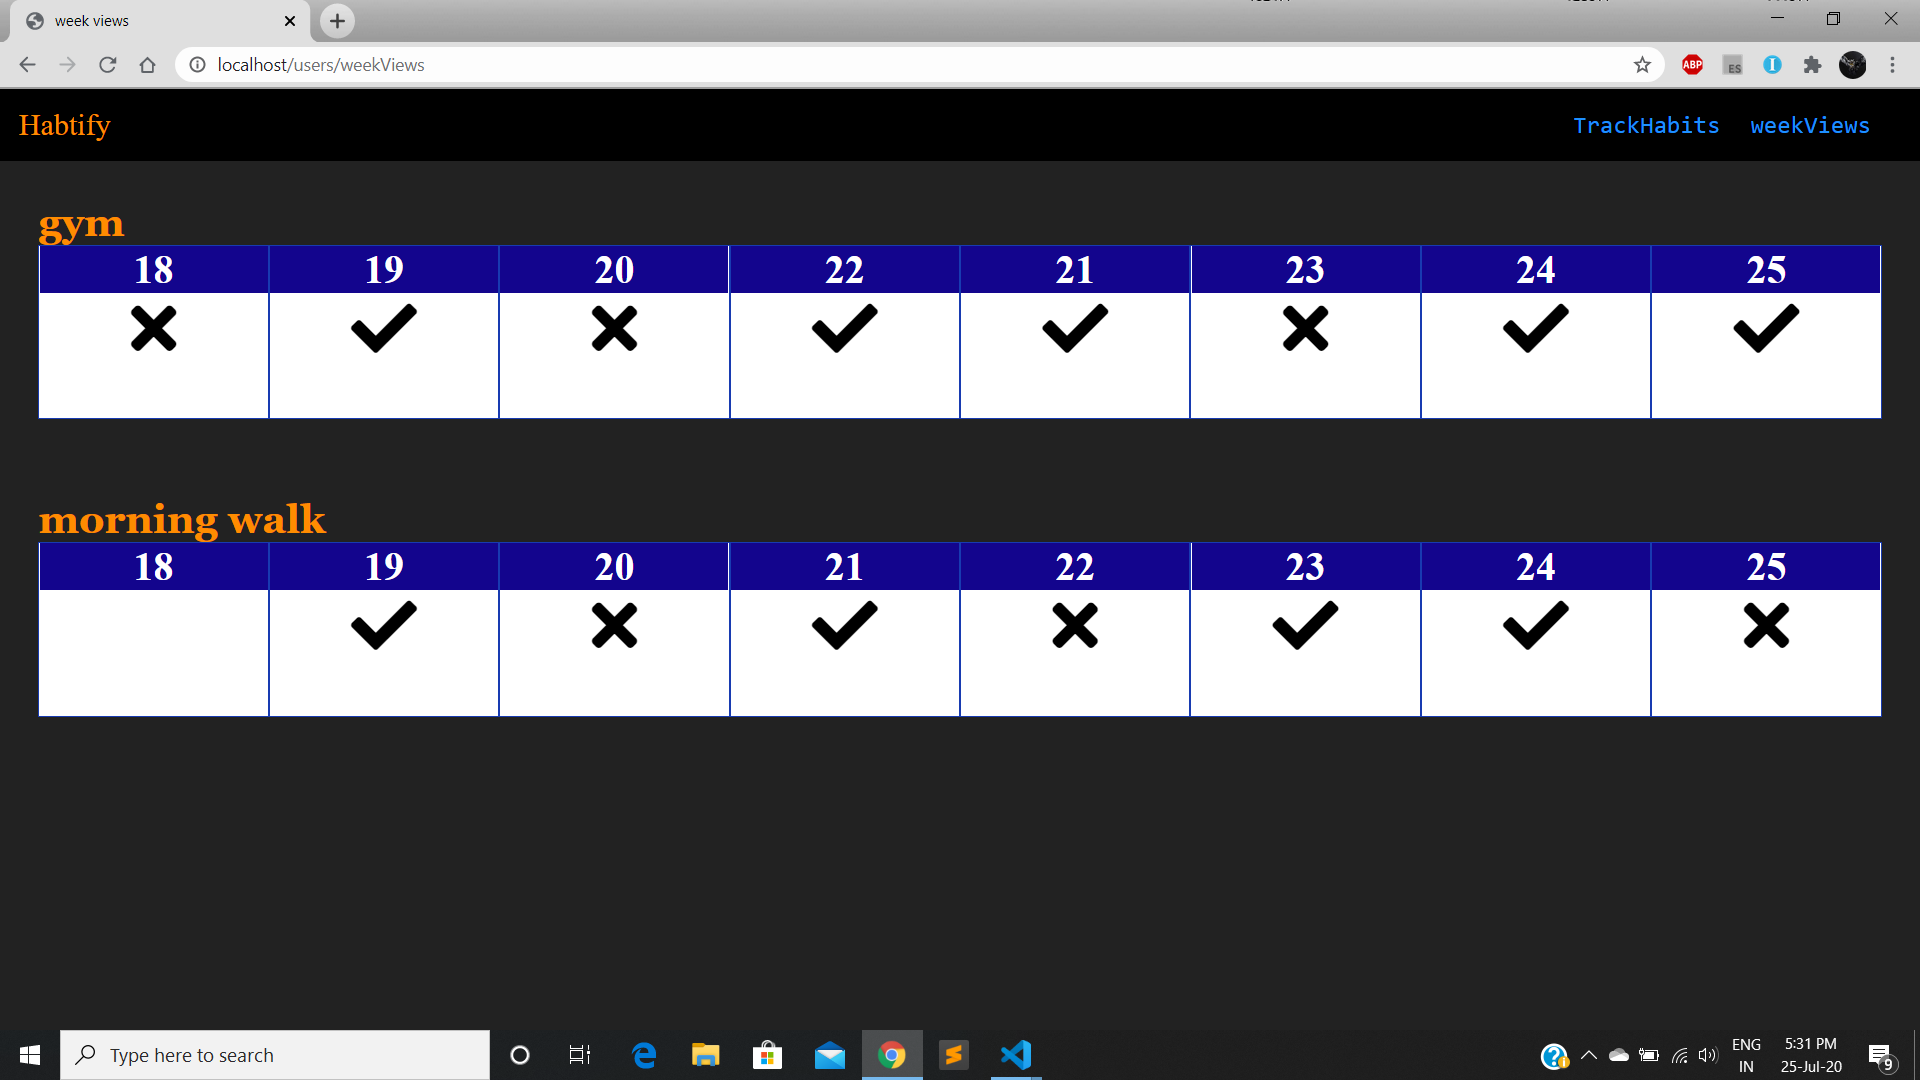 week views
localhost/users/weekViews
ABP
ES
Habtify
TrackHabits weekViews
gym
18 19 20 22 21 23 24 25
morning walk
18 19 20 21 22 23 24 25
Type here to search
ENG
IN
5:31 PM
25-Jul-20
9